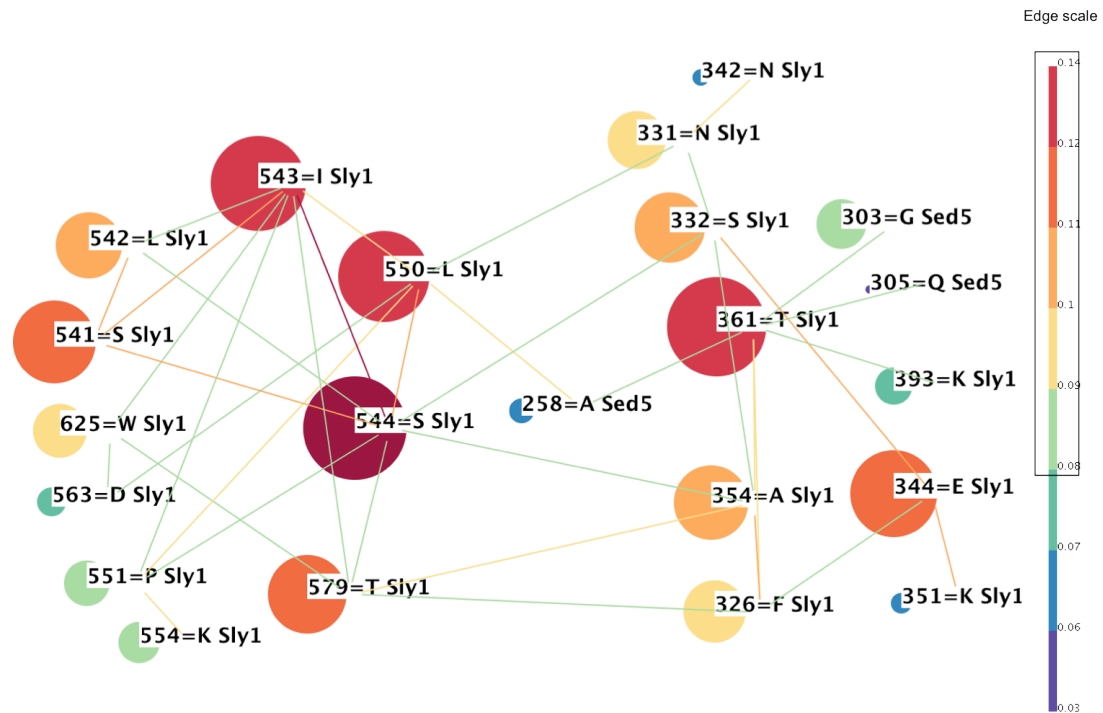 Edge scale
0.14
342=N Sly1
331=N Sly1
0.12
543=I Sly1
332=S Sly1
303=G Sed5
0.11
542=L Sly1
550=L Sly1
305=Q Sed5
0.1
541=S Sly1
361=T Sly1
393=K Sly1
0.09
258=A Sed5
625=W Sly1
544=S Sly1
0.08
563=D Sly1
354=A Sly1
344=E Sly1
0.07
551=P Sly1
579=T Sly1
326=F Sly1
351=K Sly1
0.06
554=K Sly1
0.03